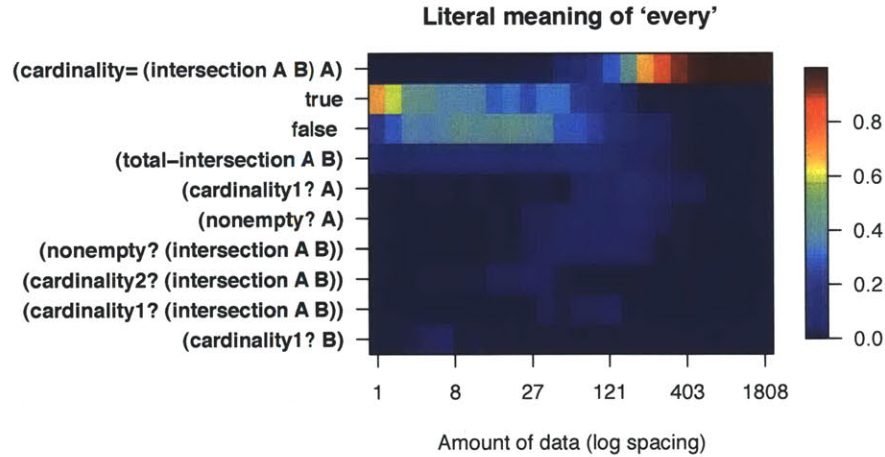 Literal meaning of ‘every’
(cardinality= (intersection A B) A)
true
false
(total−intersection A B)
(cardinality1? A)
(nonempty? A)
(nonempty? (intersection A B))
(cardinality2? (intersection A B))
(cardinality1? (intersection A B))
(cardinality1? B)
0.8
0.6
0.4
0.2
0.0
1 8 27 121 403 1808
Amount of data (log spacing)